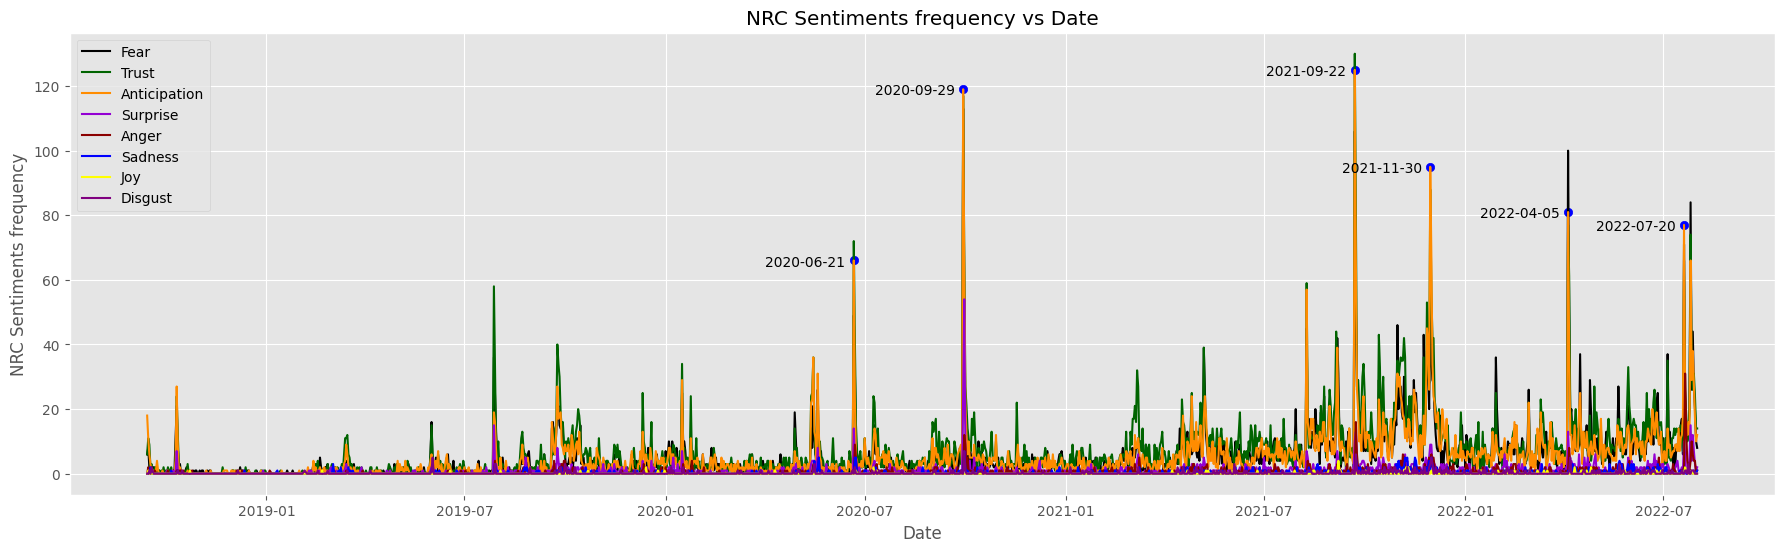 NRC Sentiments frequency vs Date
Fear
Trust
Anticipation
Surprise
Anger
Sadness
Joy
Disgust
2020-06-21
2020-09-29
2021-09-22
2021-11-30
2022-04-05
2022-07-20
NRC Sentiments frequency
120
100
80
60
40
20
0
2019-01
2019-07
2020-01
2020-07
2021-01
2021-07
2022-01
2022-07
Date